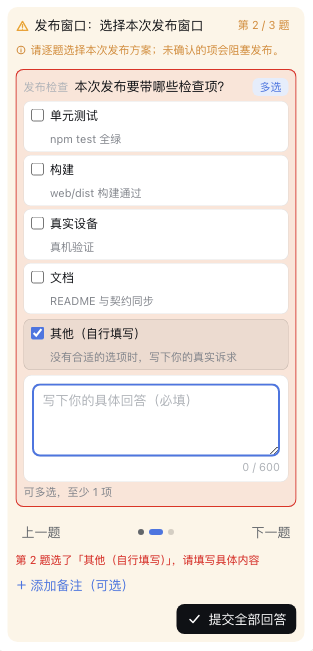 发布窗口：选择本次发布窗口
第 2 / 3 题
请逐题选择本次发布方案；未确认的项会阻塞发布。
发布检查 本次发布要带哪些检查项？ 多选
单元测试
npm test 全绿
构建
web/dist 构建通过
真实设备
真机验证
文档
README 与契约同步
其他（自行填写）
没有合适的选项时，写下你的真实诉求
写下你的具体回答（必填）
0 / 600
可多选，至少 1 项
上一题
下一题
第 2 题选了「其他（自行填写）」，请填写具体内容
+ 添加备注（可选）
提交全部回答